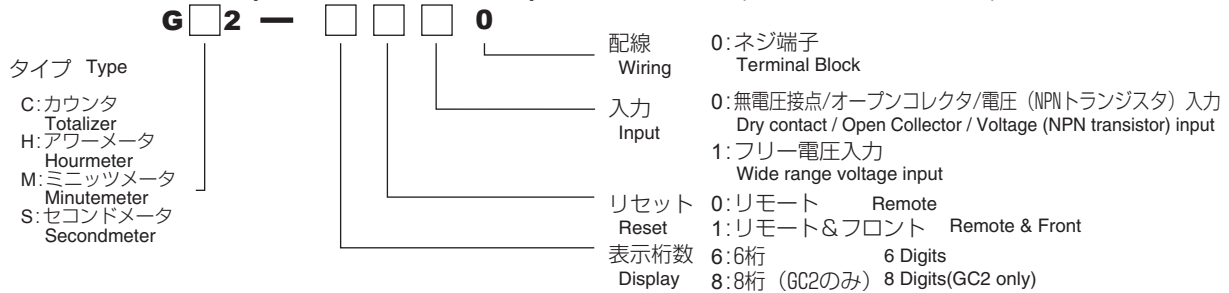 G□2 — □□□0
タイプ Type
C:カウンタ
Totalizer
H:アワーメータ
Hourmeter
M:ミニッツメータ
Minutemeter
S:セコンドメータ
Secondmeter
配線 0:ネジ端子
Wiring Terminal Block
入力 0:無電圧接点/オープンコレクタ/電圧（NPNトランジスタ）入力
Input Dry contact / Open Collector / Voltage (NPN transistor) input
1:フリー電圧入力
Wide range voltage input
リセット 0:リモート Remote
Reset 1:リモート＆フロント Remote & Front
表示桁数 6:6桁 6 Digits
Display 8:8桁（GC2のみ） 8 Digits(GC2 only)